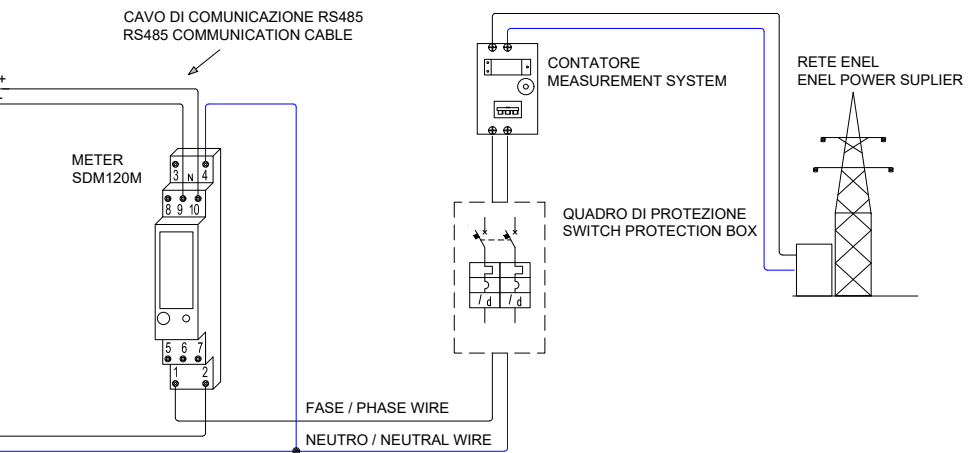 CAVO DI COMUNICAZIONE RS485
RS485 COMMUNICATION CABLE
+
-
METER
SDM120M
3 N 4
8 9 10
5 6 7
1 2
CONTATORE
MEASUREMENT SYSTEM
RETE ENEL
ENEL POWER SUPLIER
QUADRO DI PROTEZIONE
SWITCH PROTECTION BOX
/ d / d
FASE / PHASE WIRE
NEUTRO / NEUTRAL WIRE